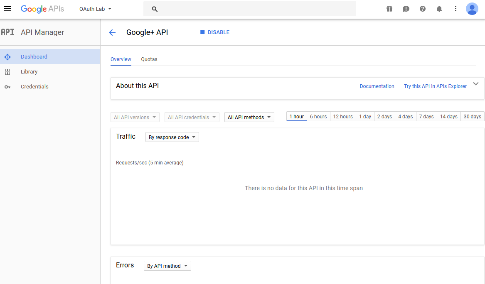 Google APIs OAuth Lab
API API Manager Google+ API DISABLE
Dashboard
Library
Credentials
Overview Quotas
About this API Documentation Try this API in APIs Explorer
All API versions All API credentials All API methods 1 hour 6 hours 12 hours 1 day 2 days 4 days 7 days 14 days 30 days
Traffic By response code
Requests/sec (5 min average)
There is no data for this API in this time span
Errors By API method